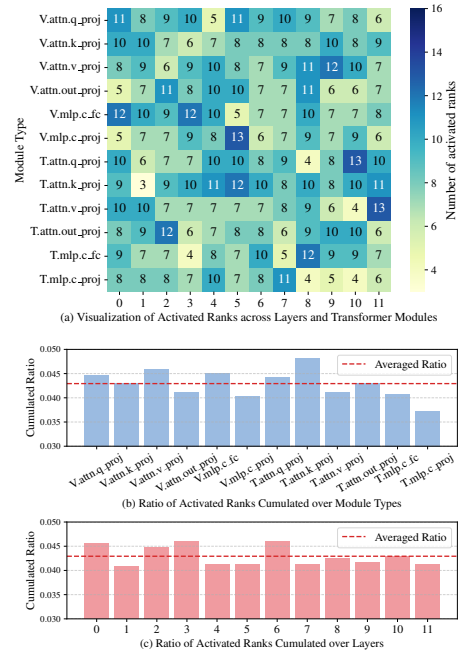 V.attn.q_proj 11 8 9 10 5 11 9 10 9 7 8 6
V.attn.k_proj 10 10 7 6 7 8 8 8 8 10 8 9
V.attn.v_proj 8 9 6 9 10 9 7 9 11 12 10 7
V.attn.out_proj 5 7 11 8 10 10 7 7 11 6 6 7
V.mlp.c_fc 12 10 9 12 10 5 7 7 8 7 7 8
V.mlp.c_proj 5 7 7 9 8 13 6 7 9 7 9 7
T.attn.q_proj 10 6 7 7 10 10 8 9 4 8 13 10
T.attn.k_proj 9 3 9 10 11 12 10 8 10 8 10 11
T.attn.v_proj 10 10 7 7 7 7 7 8 9 6 4 13
T.attn.out_proj 8 9 12 6 7 8 8 6 9 10 10 6
T.mlp.c_fc 9 7 7 4 8 7 10 5 12 9 9 7
T.mlp.c_proj 8 8 8 7 10 7 8 11 4 5 4 6
0 1 2 3 4 5 6 7 8 9 10 11
Module Type
16
14
12
10
8
6
4
Number of activated ranks
(a) Visualization of Activated Ranks across Layers and Transformer Modules
0.050
0.045
0.040
0.030
Cumulated Ratio
Averaged Ratio
V.attn.q_proj
V.attn.k_proj
V.attn.v_proj
V.attn.out_proj
V.mlp.c_fc
V.mlp.c_proj
T.attn.q_proj
T.attn.k_proj
T.attn.v_proj
T.attn.out_proj
T.mlp.c_fc
T.mlp.c_proj
(b) Ratio of Activated Ranks Cumulated over Module Types
0.050
0.045
0.040
0.030
Cumulated Ratio
Averaged Ratio
0 1 2 3 4 5 6 7 8 9 10 11
(c) Ratio of Activated Ranks Cumulated over Layers